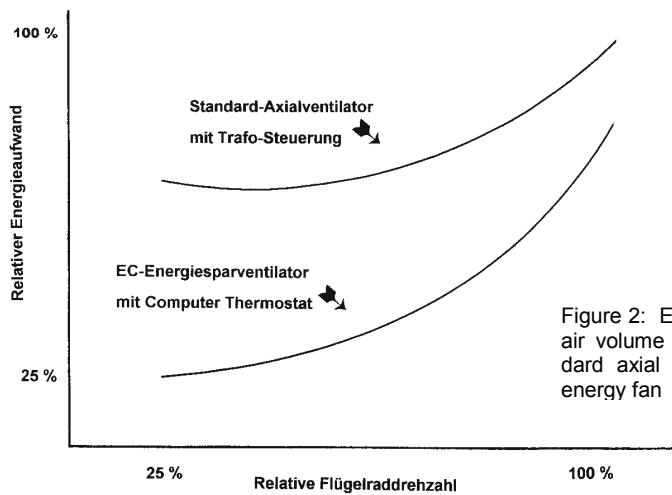 100 %
Standard-Axialventilator
mit Trafo-Steuerung
Relativer Energieaufwand
EC-Energiesparventilator
mit Computer Thermostat
25 %
25 %
Relative Flügelraddrehzahl
100 %
Figure 2: E
air volume
dard axial
energy fan